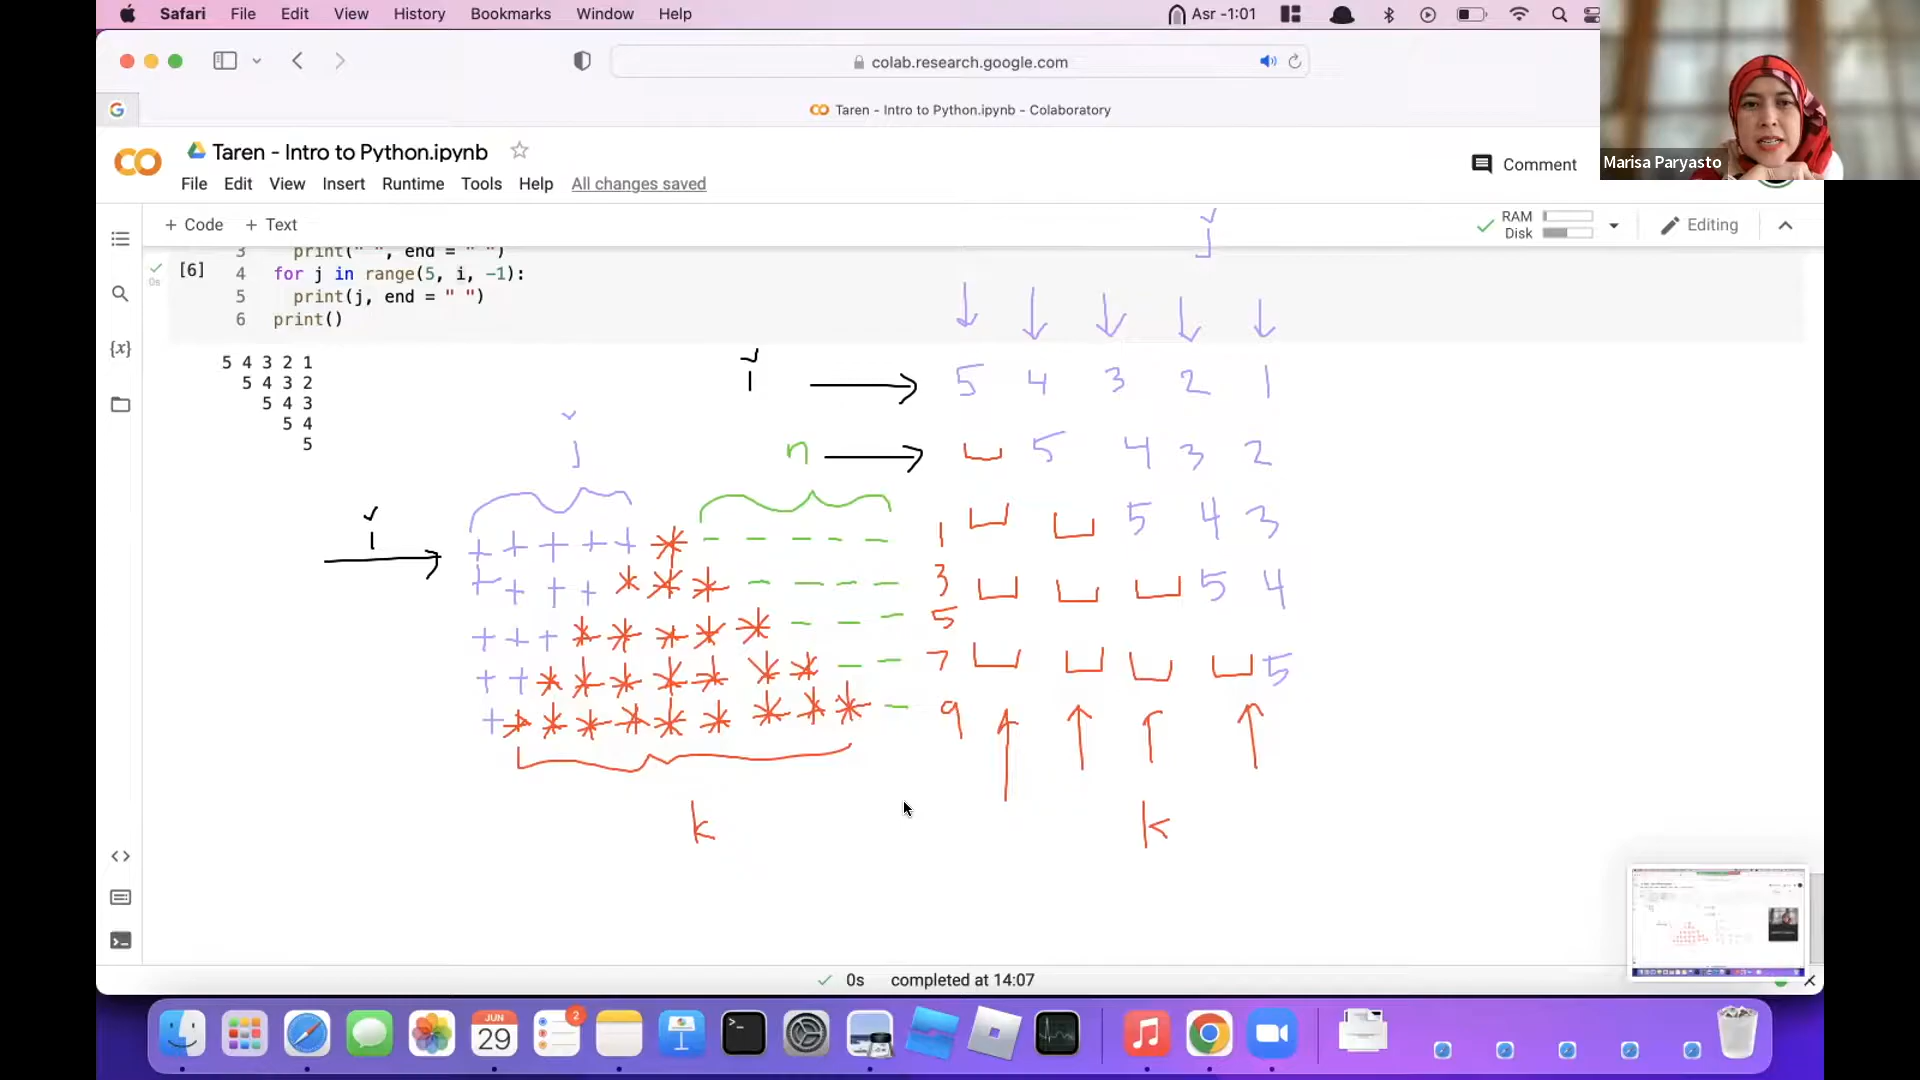 Safari File Edit View History Bookmarks Window Help Asr -1:01
colab.research.google.com
G
Taren - Intro to Python.ipynb - Colaboratory
Taren - Intro to Python.ipynb
Comment
Marisa Paryasto
File Edit View Insert Runtime Tools Help All changes saved
+ Code + Text
RAM
Disk
Editing
j
3 print(" ", end = " ")
[6] 4 for j in range(5, i, -1):
0s
5 print(j, end = " ")
6 print()
{x}
5 4 3 2 1
5 4 3 2
5 4 3
5 4
5
i 5 4 3 2 1
j
n 5 4 3 2
i
5 4 3
+ + + + + * - - - - - 1
+ + + + * * * - - - - 3 5 4
+ + + * * * * * - - - 5
+ + * * * * * * * - - 7 5
+ * * * * * * * * * - 9
k k
0s completed at 14:07
JUN
29
2